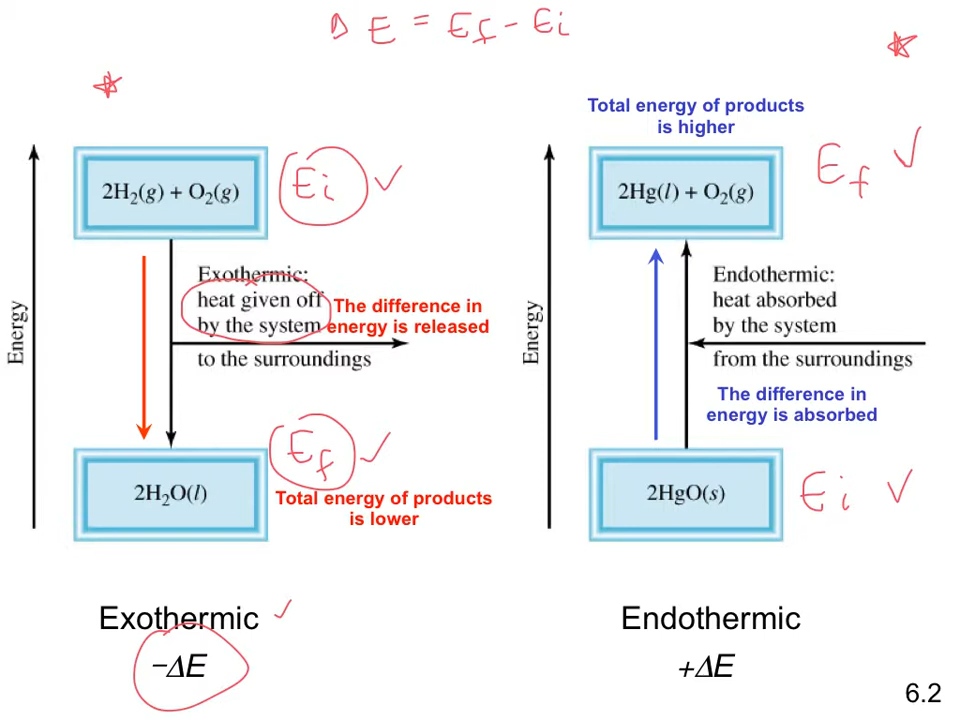 Δ E = Ef - Ei
Total energy of products
is higher
2H₂(g) + O₂(g)
Ei
2Hg(l) + O₂(g)
Ef
Energy
Exothermic:
heat given off
by the system
to the surroundings
The difference in
energy is released
Energy
Endothermic:
heat absorbed
by the system
from the surroundings
The difference in
energy is absorbed
2H₂O(l)
Ef
Total energy of products
is lower
2HgO(s)
Ei
Exothermic
−ΔE
Endothermic
+ΔE
6.2